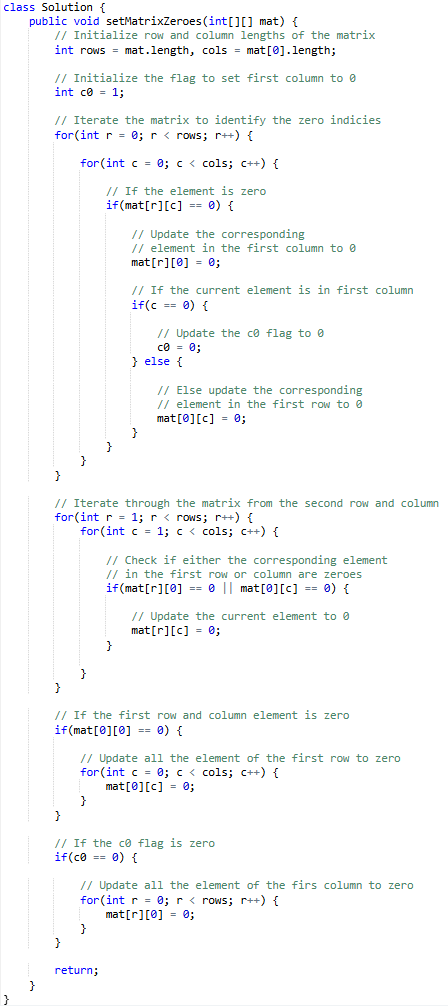 class Solution {
public void setMatrixZeroes(int[][] mat) {
// Initialize row and column lengths of the matrix
int rows = mat.length, cols = mat[0].length;
// Initialize the flag to set first column to 0
int c0 = 1;
// Iterate the matrix to identify the zero indicies
for(int r = 0; r < rows; r++) {
for(int c = 0; c < cols; c++) {
// If the element is zero
if(mat[r][c] == 0) {
// Update the corresponding
// element in the first column to 0
mat[r][0] = 0;
// If the current element is in first column
if(c == 0) {
// Update the c0 flag to 0
c0 = 0;
} else {
// Else update the corresponding
// element in the first row to 0
mat[0][c] = 0;
}
}
}
}
// Iterate through the matrix from the second row and column
for(int r = 1; r < rows; r++) {
for(int c = 1; c < cols; c++) {
// Check if either the corresponding element
// in the first row or column are zeroes
if(mat[r][0] == 0 || mat[0][c] == 0) {
// Update the current element to 0
mat[r][c] = 0;
}
}
}
// If the first row and column element is zero
if(mat[0][0] == 0) {
// Update all the element of the first row to zero
for(int c = 0; c < cols; c++) {
mat[0][c] = 0;
}
}
// If the c0 flag is zero
if(c0 == 0) {
// Update all the element of the firs column to zero
for(int r = 0; r < rows; r++) {
mat[r][0] = 0;
}
}
return;
}
}